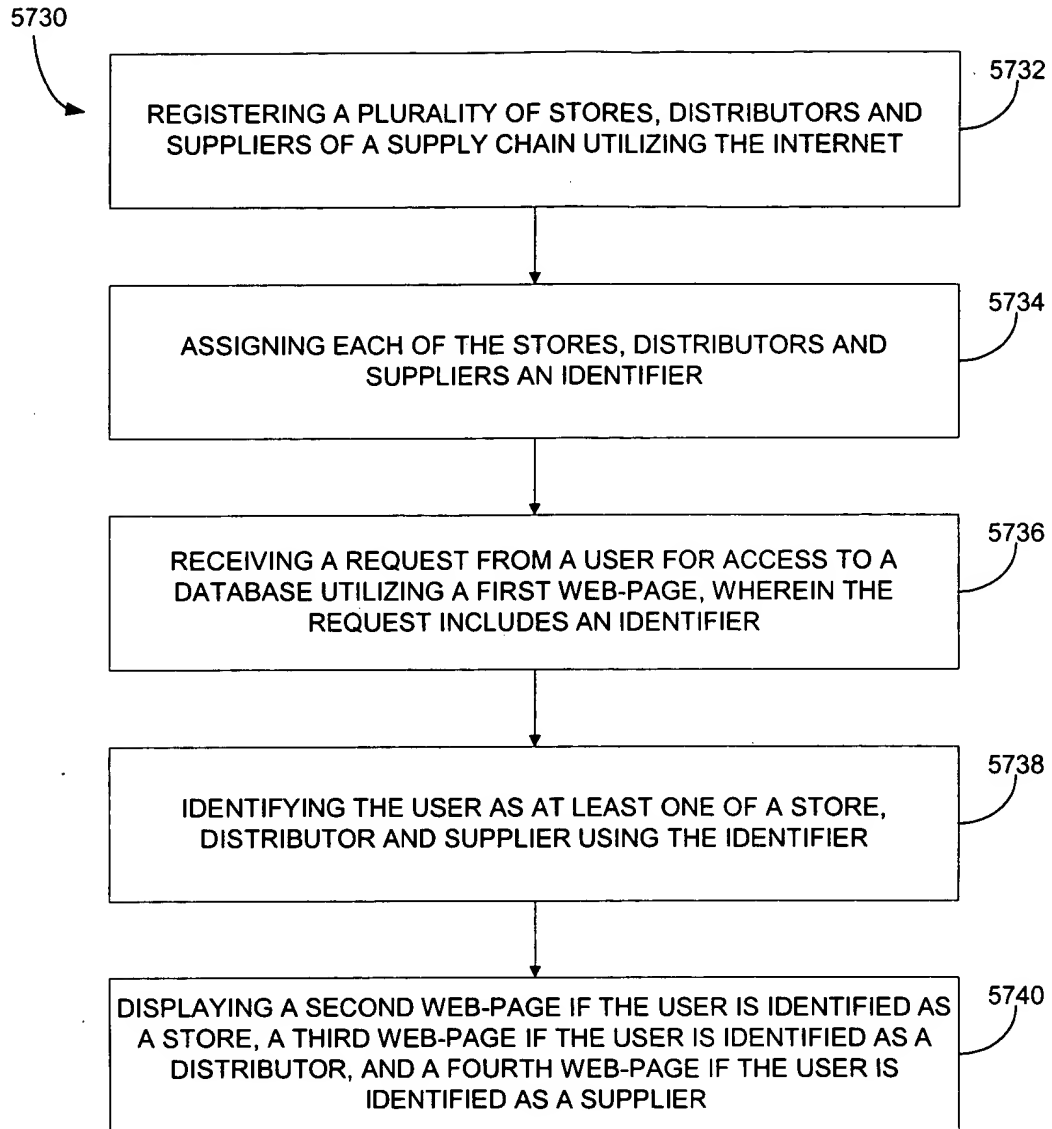 5730
5732
REGISTERING A PLURALITY OF STORES, DISTRIBUTORS AND
SUPPLIERS OF A SUPPLY CHAIN UTILIZING THE INTERNET
5734
ASSIGNING EACH OF THE STORES, DISTRIBUTORS AND
SUPPLIERS AN IDENTIFIER
5736
RECEIVING A REQUEST FROM A USER FOR ACCESS TO A
DATABASE UTILIZING A FIRST WEB-PAGE, WHEREIN THE
REQUEST INCLUDES AN IDENTIFIER
5738
IDENTIFYING THE USER AS AT LEAST ONE OF A STORE,
DISTRIBUTOR AND SUPPLIER USING THE IDENTIFIER
5740
DISPLAYING A SECOND WEB-PAGE IF THE USER IS IDENTIFIED AS
A STORE, A THIRD WEB-PAGE IF THE USER IS IDENTIFIED AS A
DISTRIBUTOR, AND A FOURTH WEB-PAGE IF THE USER IS
IDENTIFIED AS A SUPPLIER